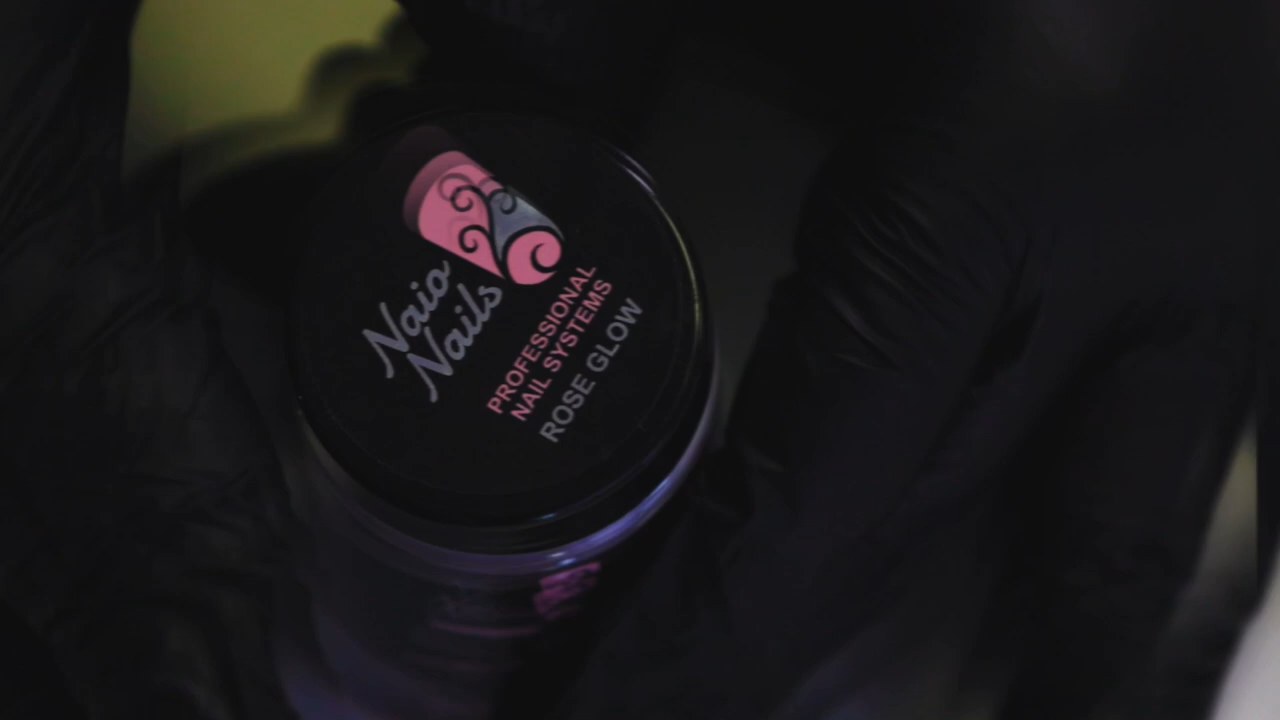 Naio
Nails
PROFESSIONAL
NAIL SYSTEMS
ROSE GLOW